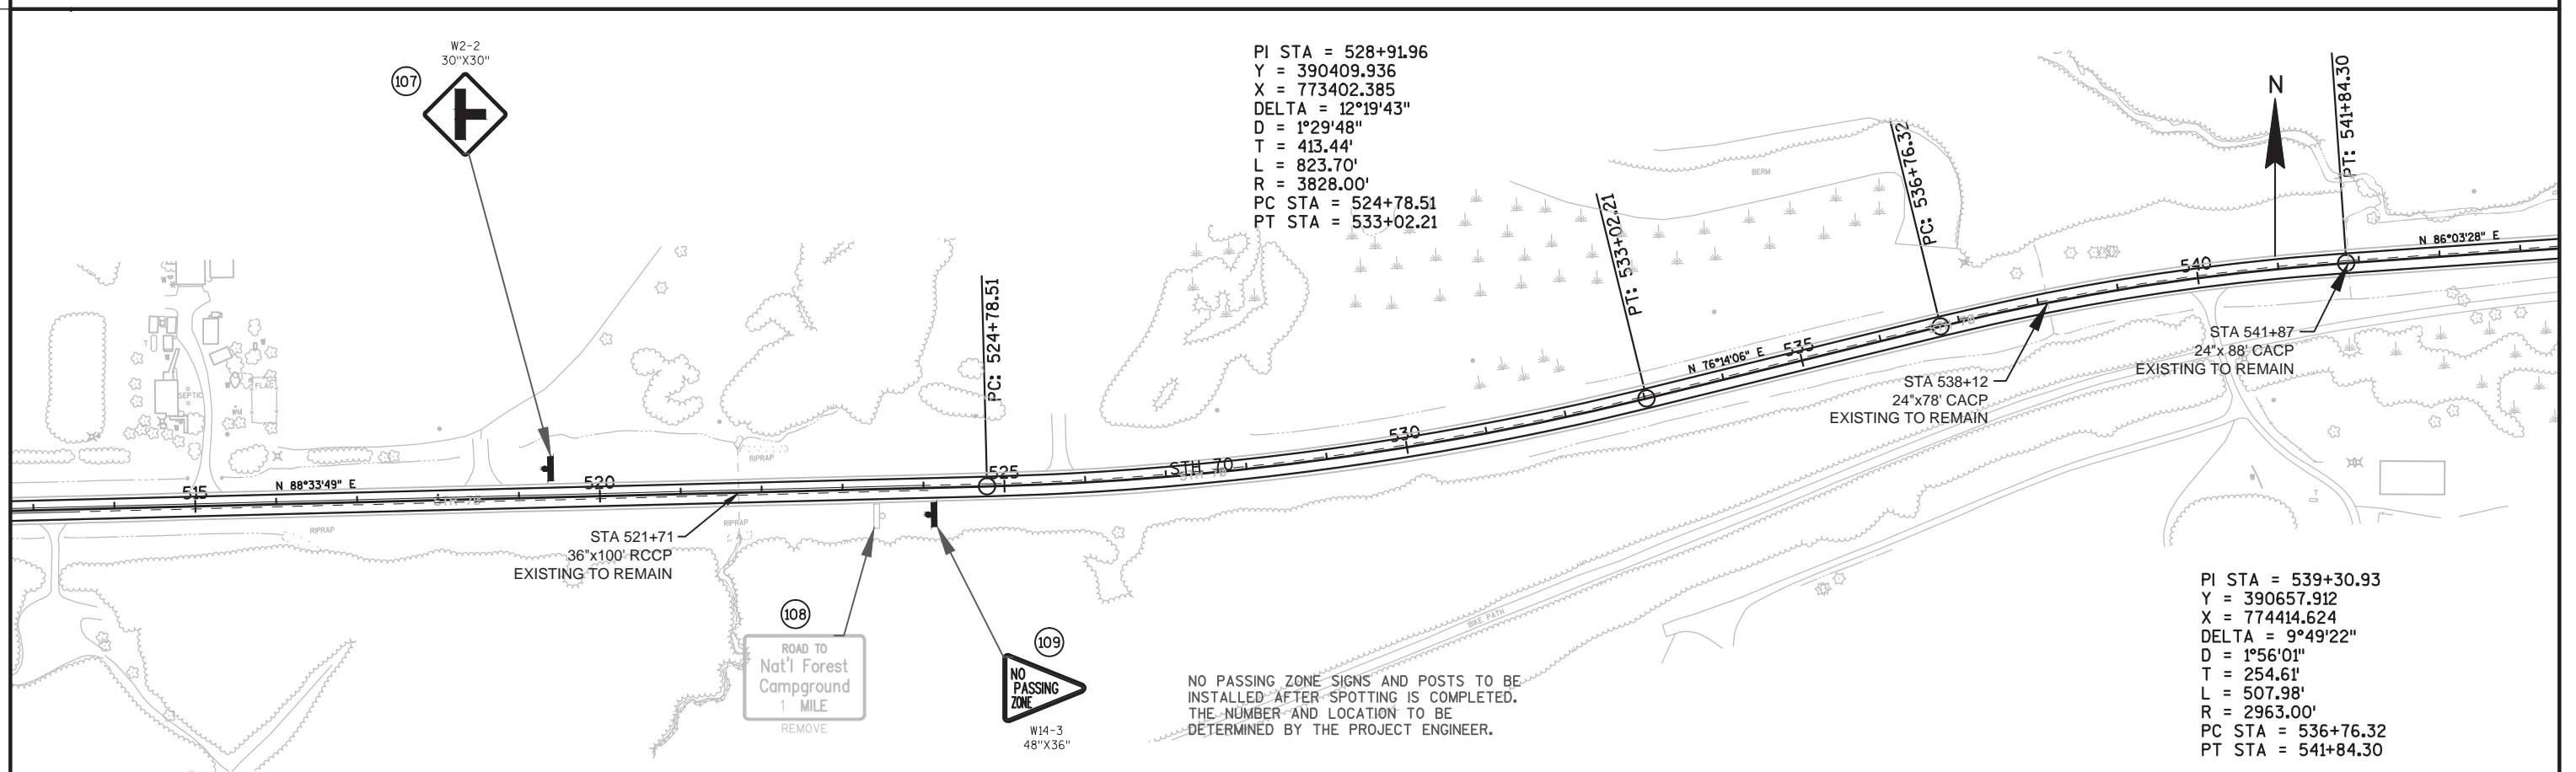 W2-2
30"X30"
107
PI STA = 528+91.96
Y = 390409.936
X = 773402.385
DELTA = 12°19'43"
D = 1°29'48"
T = 413.44'
L = 823.70'
R = 3828.00'
PC STA = 524+78.51
PT STA = 533+02.21
N
PT: 541+84.30
PC: 536+76.32
PT: 533+02.21
PC: 524+78.51
BERM
N 86°03'28" E
540
STA 541+87
24"x 88' CACP
EXISTING TO REMAIN
N 76°14'06" E
535
STA 538+12
24"x78' CACP
EXISTING TO REMAIN
FLAG
SEPTIC
WM
530
RIPRAP
STH 70
STH 70
525
520
N 88°33'49" E
515
STH 70
RIPRAP
RIPRAP
STA 521+71
36"x100' RCCP
EXISTING TO REMAIN
BIKE PATH
108
ROAD TO
Nat'l Forest
Campground
1 MILE
REMOVE
109
NO
PASSING
ZONE
W14-3
48"X36"
NO PASSING ZONE SIGNS AND POSTS TO BE
INSTALLED AFTER SPOTTING IS COMPLETED.
THE NUMBER AND LOCATION TO BE
DETERMINED BY THE PROJECT ENGINEER.
PI STA = 539+30.93
Y = 390657.912
X = 774414.624
DELTA = 9°49'22"
D = 1°56'01"
T = 254.61'
L = 507.98'
R = 2963.00'
PC STA = 536+76.32
PT STA = 541+84.30